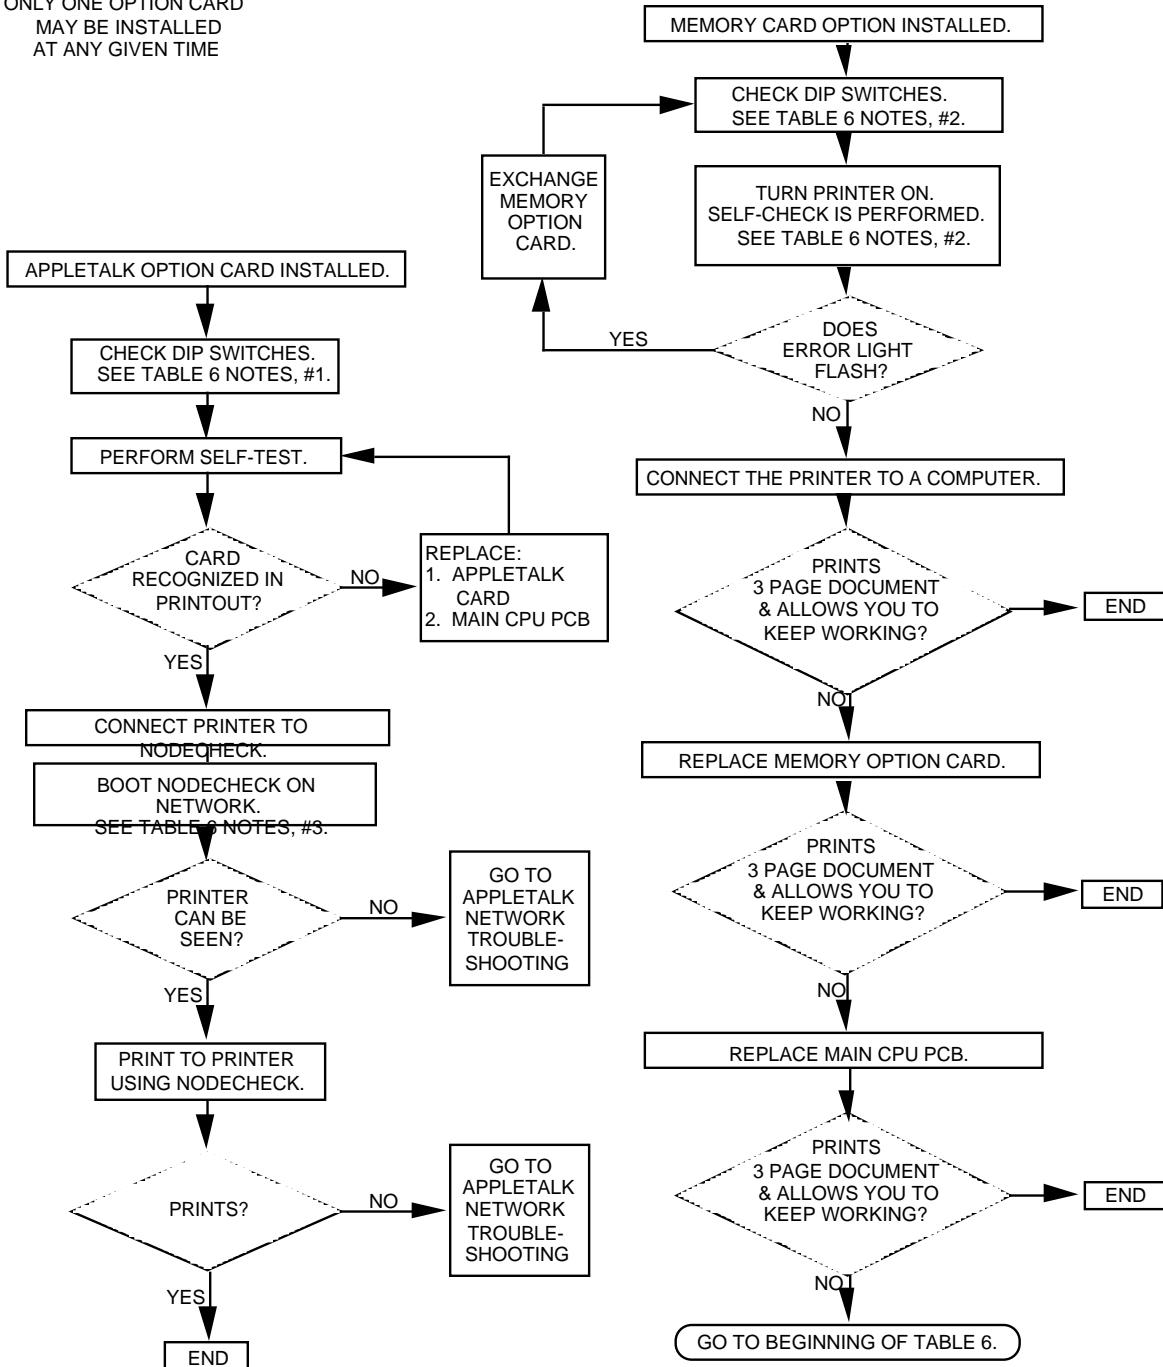 ONLY ONE OPTION CARD
MAY BE INSTALLED
AT ANY GIVEN TIME
APPLETALK OPTION CARD INSTALLED.
CHECK DIP SWITCHES.
SEE TABLE 6 NOTES, #1.
PERFORM SELF-TEST.
CARD
RECOGNIZED IN
PRINTOUT?
NO
REPLACE:
1. APPLETALK
CARD
2. MAIN CPU PCB
YES
CONNECT PRINTER TO
NODECHECK.
BOOT NODECHECK ON
NETWORK.
SEE TABLE 6 NOTES, #3.
PRINTER
CAN BE
SEEN?
NO
GO TO
APPLETALK
NETWORK
TROUBLE-
SHOOTING
YES
PRINT TO PRINTER
USING NODECHECK.
PRINTS?
NO
GO TO
APPLETALK
NETWORK
TROUBLE-
SHOOTING
YES
END
MEMORY CARD OPTION INSTALLED.
CHECK DIP SWITCHES.
SEE TABLE 6 NOTES, #2.
EXCHANGE
MEMORY
OPTION
CARD.
TURN PRINTER ON.
SELF-CHECK IS PERFORMED.
SEE TABLE 6 NOTES, #2.
DOES
ERROR LIGHT
FLASH?
YES
NO
CONNECT THE PRINTER TO A COMPUTER.
PRINTS
3 PAGE DOCUMENT
& ALLOWS YOU TO
KEEP WORKING?
END
NO
REPLACE MEMORY OPTION CARD.
PRINTS
3 PAGE DOCUMENT
& ALLOWS YOU TO
KEEP WORKING?
END
NO
REPLACE MAIN CPU PCB.
PRINTS
3 PAGE DOCUMENT
& ALLOWS YOU TO
KEEP WORKING?
END
NO
GO TO BEGINNING OF TABLE 6.